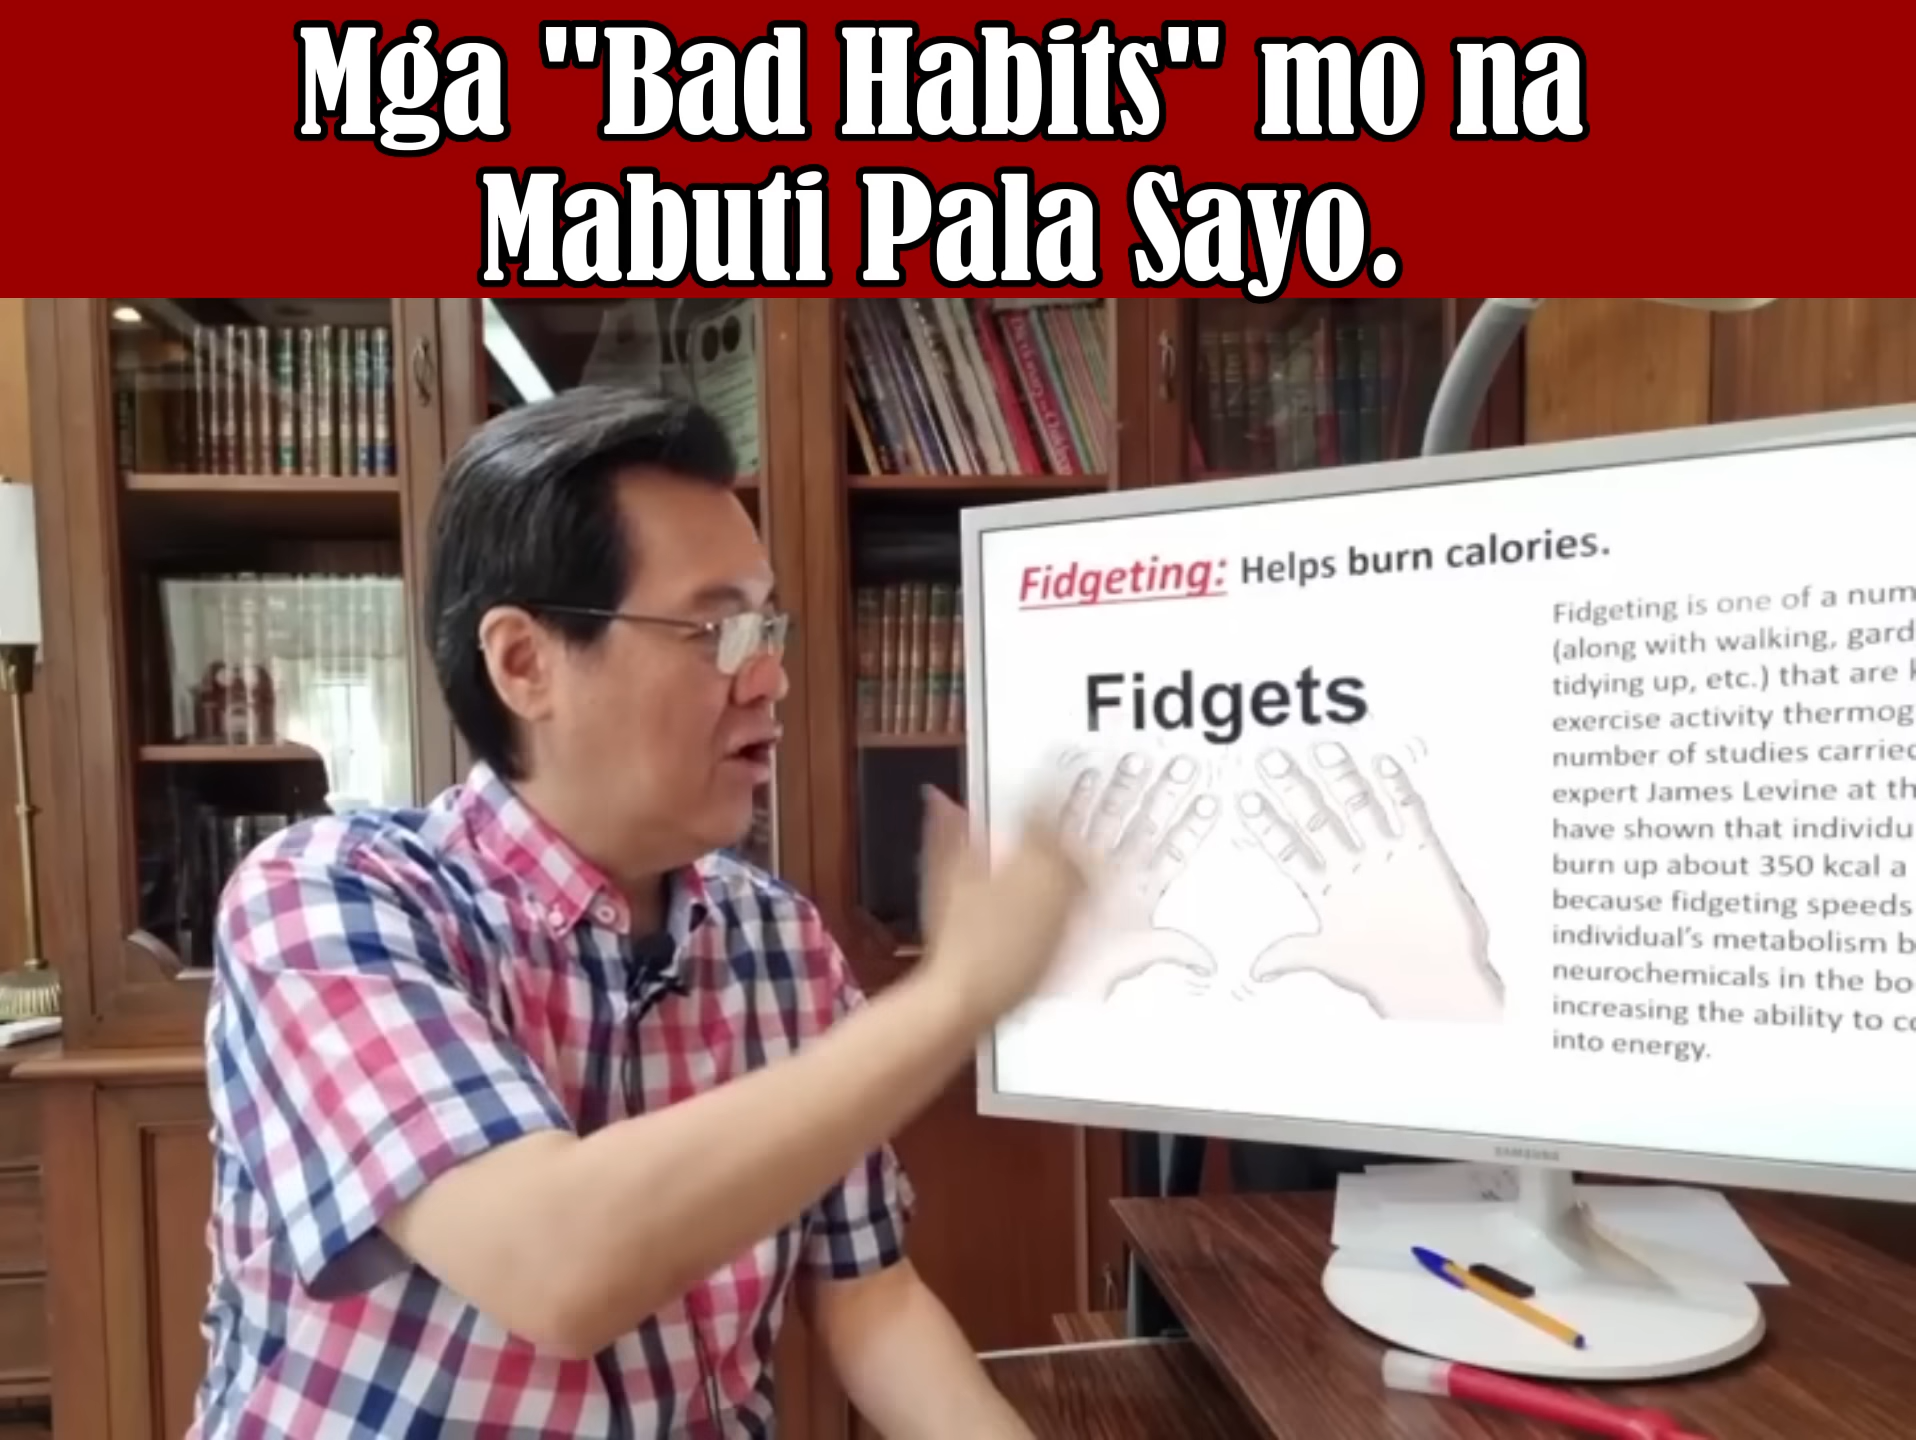 Mga "Bad Habits" mo na
Mabuti Pala Sayo.
Fidgeting: Helps burn calories.
Fidgets
Fidgeting is one of a num
(along with walking, gard
tidying up, etc.) that are k
exercise activity thermog
number of studies carried
expert James Levine at th
have shown that individu
burn up about 350 kcal a
because fidgeting speeds
individual's metabolism b
neurochemicals in the bo
increasing the ability to co
into energy.
SAMSUNG